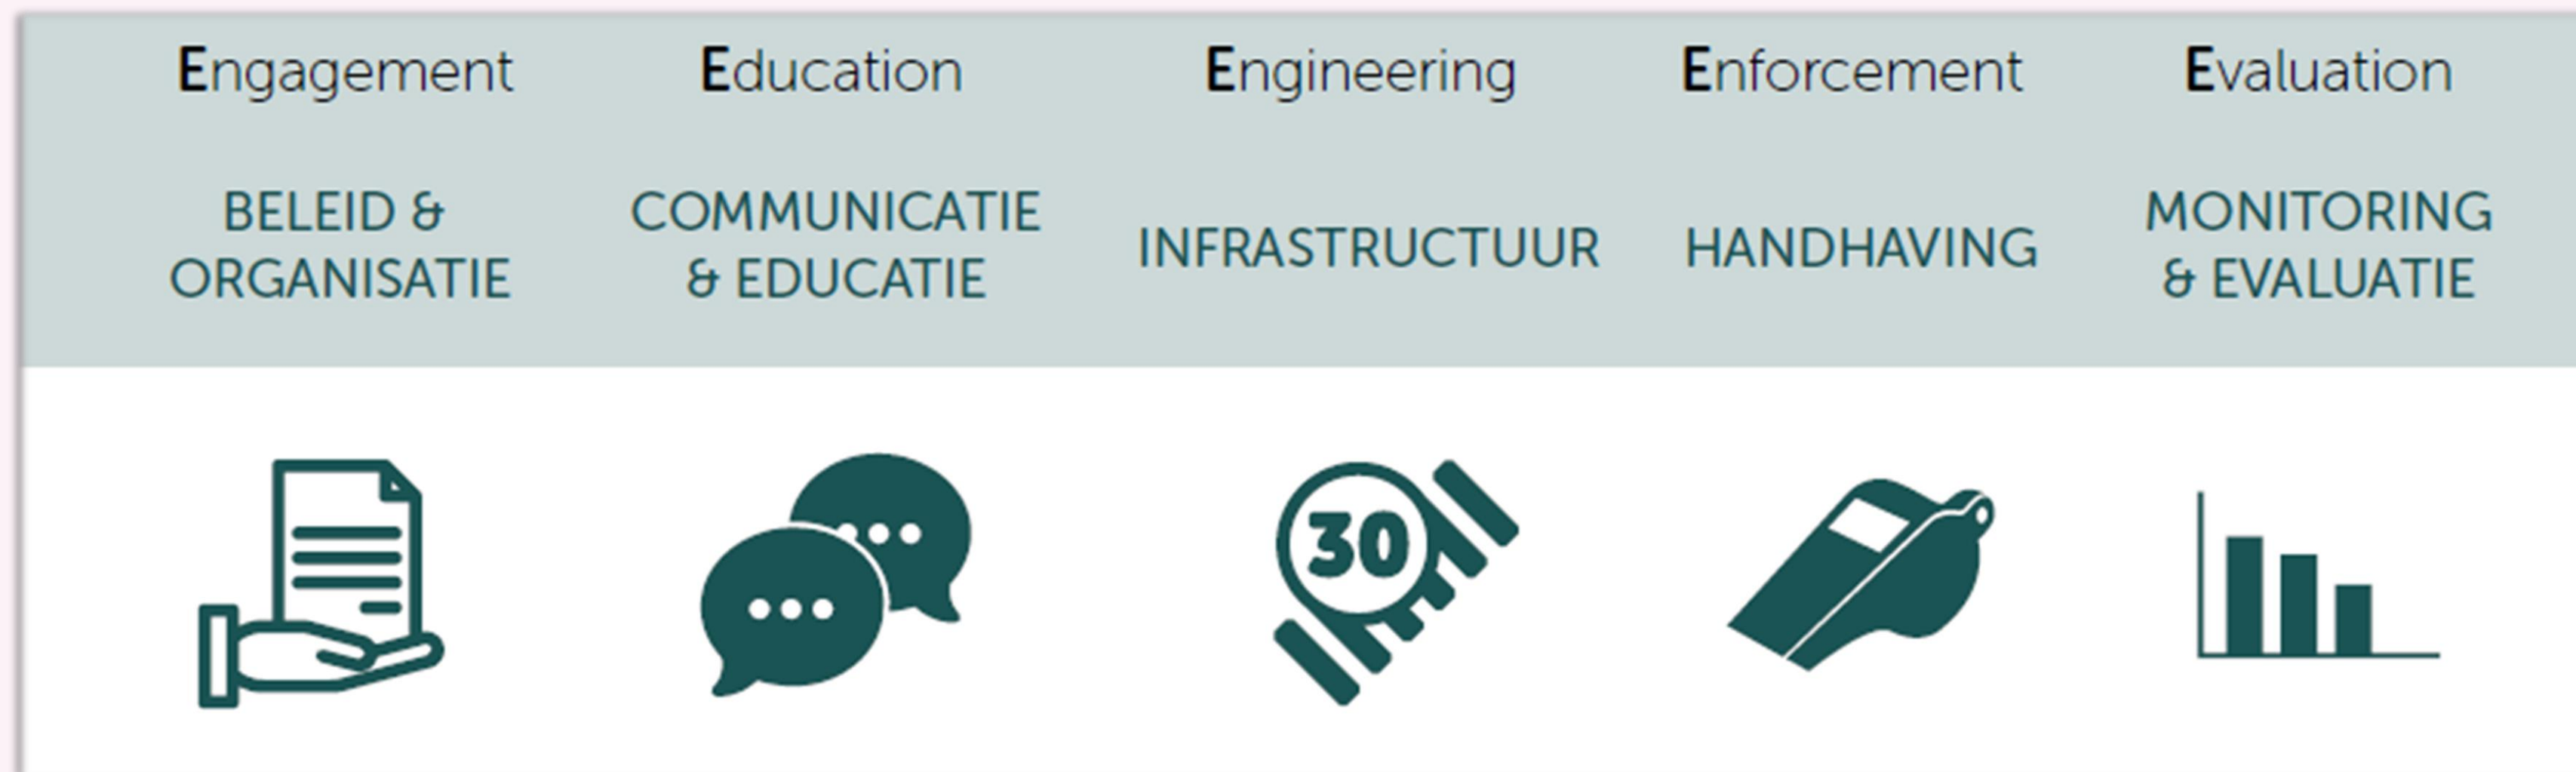 Engagement Education Engineering Enforcement Evaluation
BELEID &
ORGANISATIE
COMMUNICATIE
& EDUCATIE
INFRASTRUCTUUR
HANDHAVING
MONITORING
& EVALUATIE
30